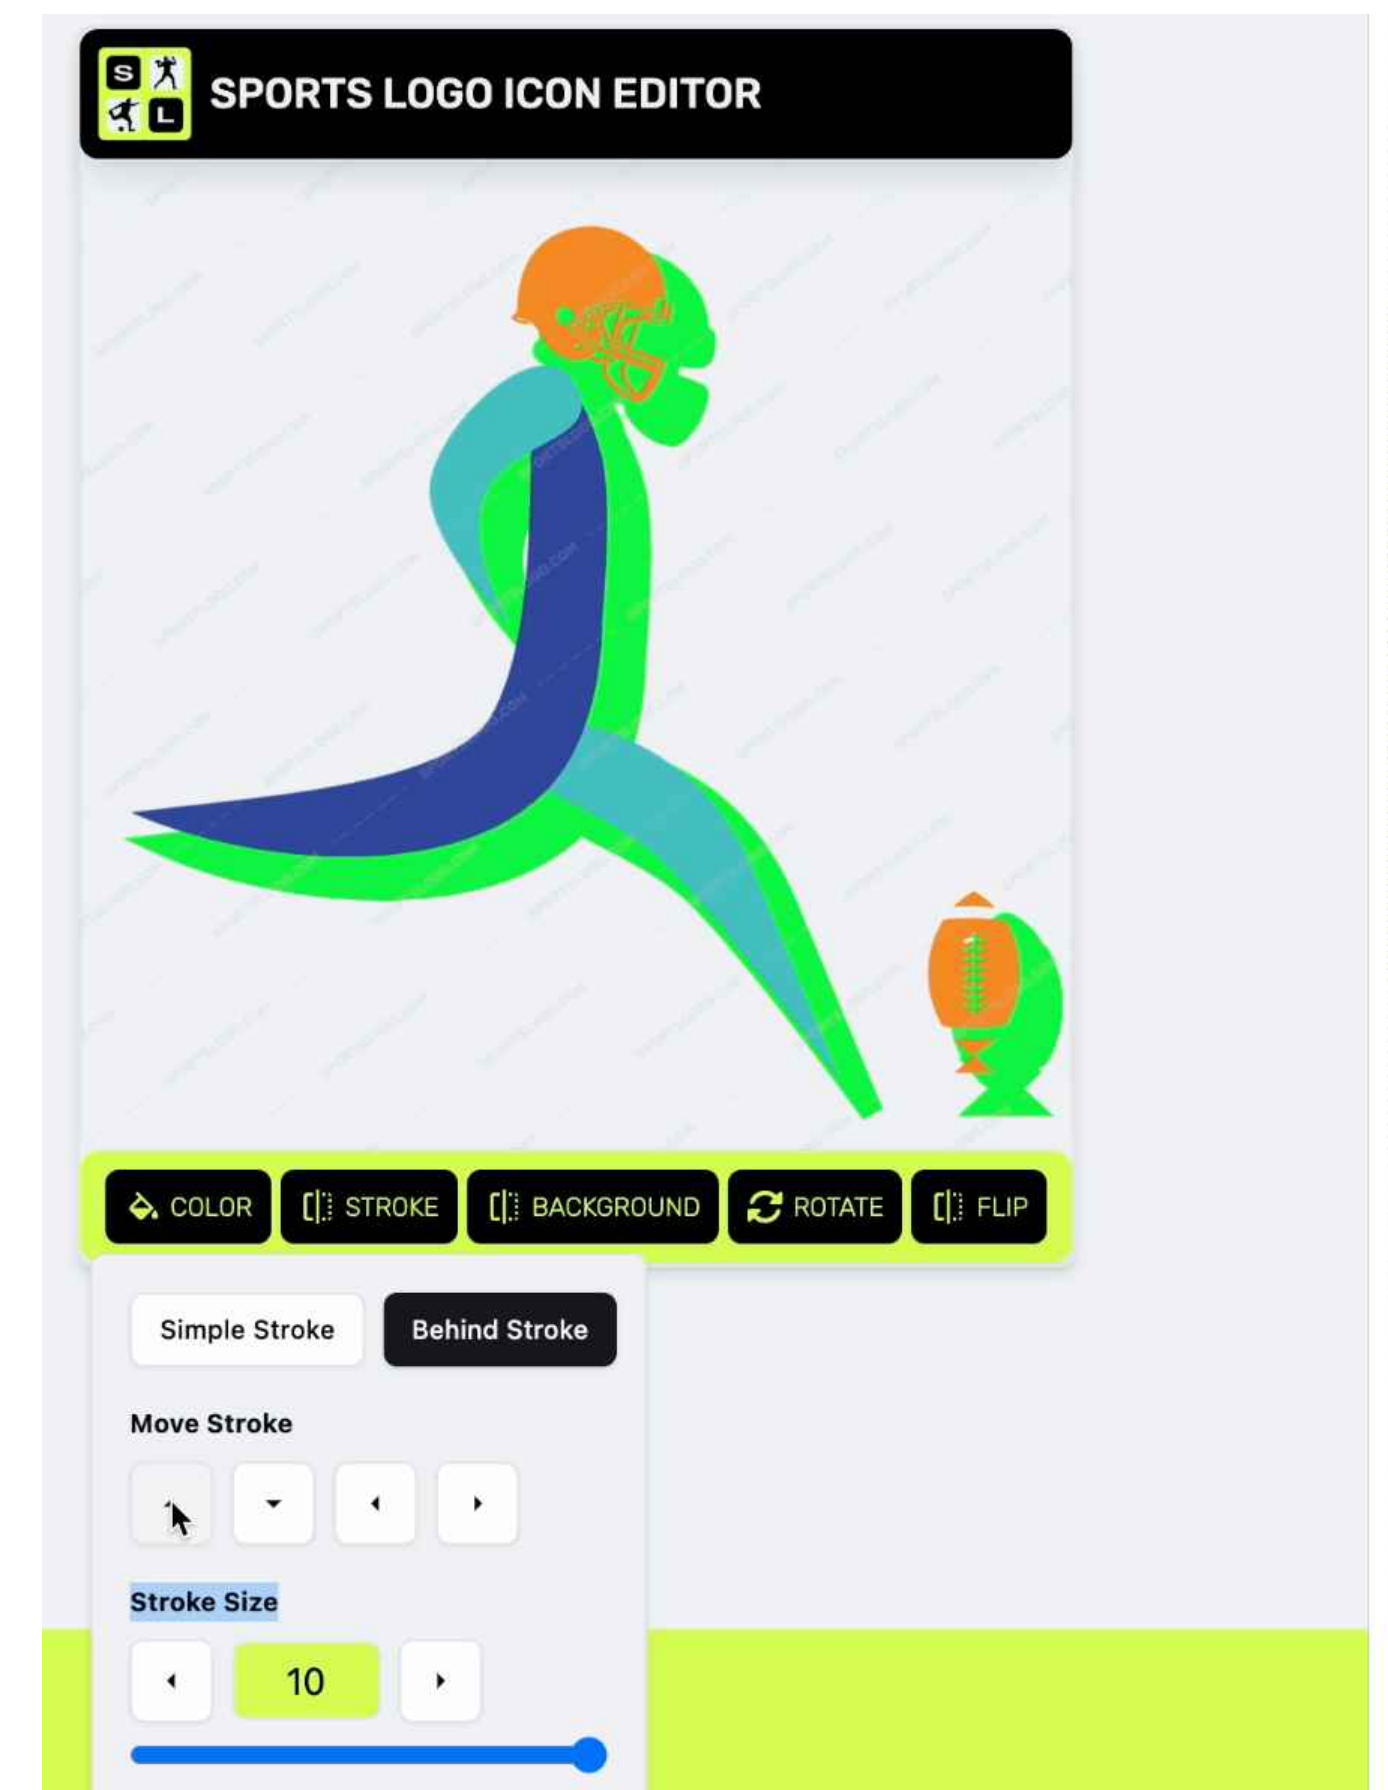 S
L
SPORTS LOGO ICON EDITOR
COLOR
STROKE
BACKGROUND
ROTATE
FLIP
Simple Stroke
Behind Stroke
Move Stroke
Stroke Size
10